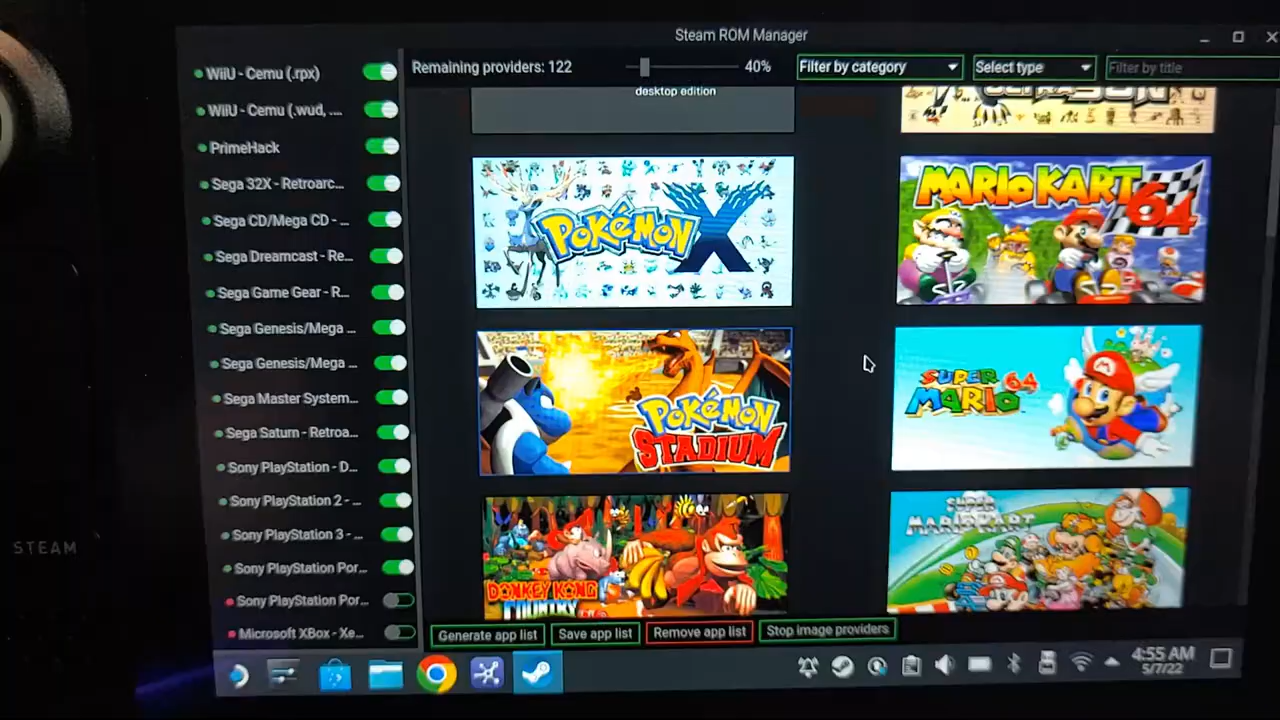 Steam ROM Manager
WiiU - Cemu (.rpx)
WiiU - Cemu (.wud, ....
PrimeHack
Sega 32X - Retroarc...
Sega CD/Mega CD - ...
Sega Dreamcast - Re...
Sega Game Gear - R...
Sega Genesis/Mega ...
Sega Genesis/Mega ...
Sega Master System...
Sega Saturn - Retroa...
Sony PlayStation - D...
Sony PlayStation 2 - ...
Sony PlayStation 3 - ...
Sony PlayStation Por...
Sony PlayStation Por...
Microsoft XBox - Xe...
Remaining providers: 122
40%
Filter by category
Select type
Filter by title
desktop edition
POKÉMON X
MARIO KART 64
POKÉMON STADIUM
SUPER MARIO 64
DONKEY KONG COUNTRY
SUPER MARIO KART
Generate app list
Save app list
Remove app list
Stop image providers
STEAM
4:55 AM
5/7/22